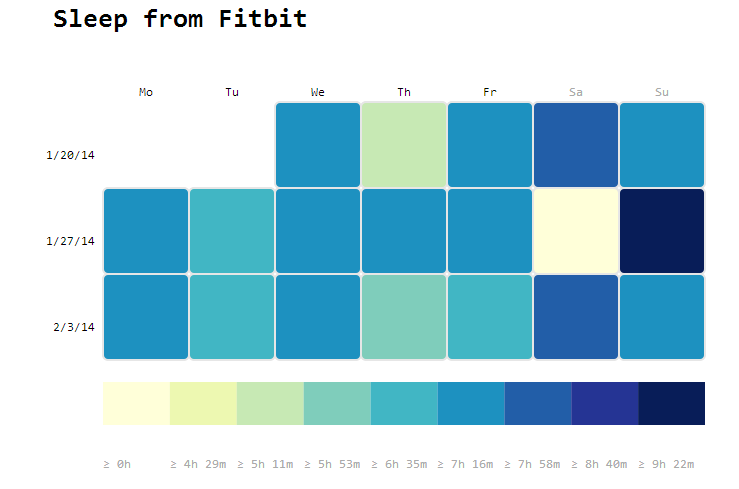 Sleep from Fitbit
Mo Tu We Th Fr Sa Su
1/20/14
1/27/14
2/3/14
≥ 0h ≥ 4h 29m ≥ 5h 11m ≥ 5h 53m ≥ 6h 35m ≥ 7h 16m ≥ 7h 58m ≥ 8h 40m ≥ 9h 22m